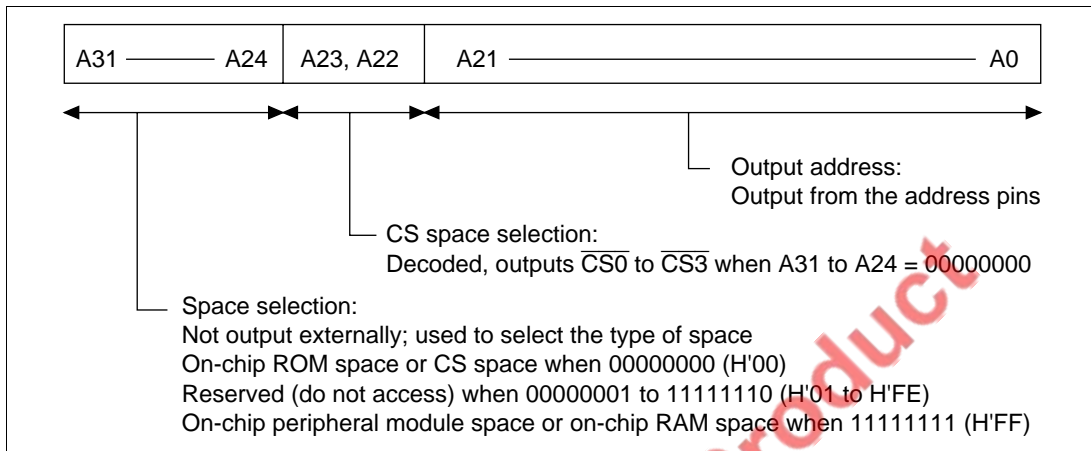 A31 A24 A23, A22 A21 A0
Output address:
Output from the address pins
CS space selection:
Decoded, outputs CS0 to CS3 when A31 to A24 = 00000000
Space selection:
Not output externally; used to select the type of space
On-chip ROM space or CS space when 00000000 (H'00)
Reserved (do not access) when 00000001 to 11111110 (H'01 to H'FE)
On-chip peripheral module space or on-chip RAM space when 11111111 (H'FF)
Product